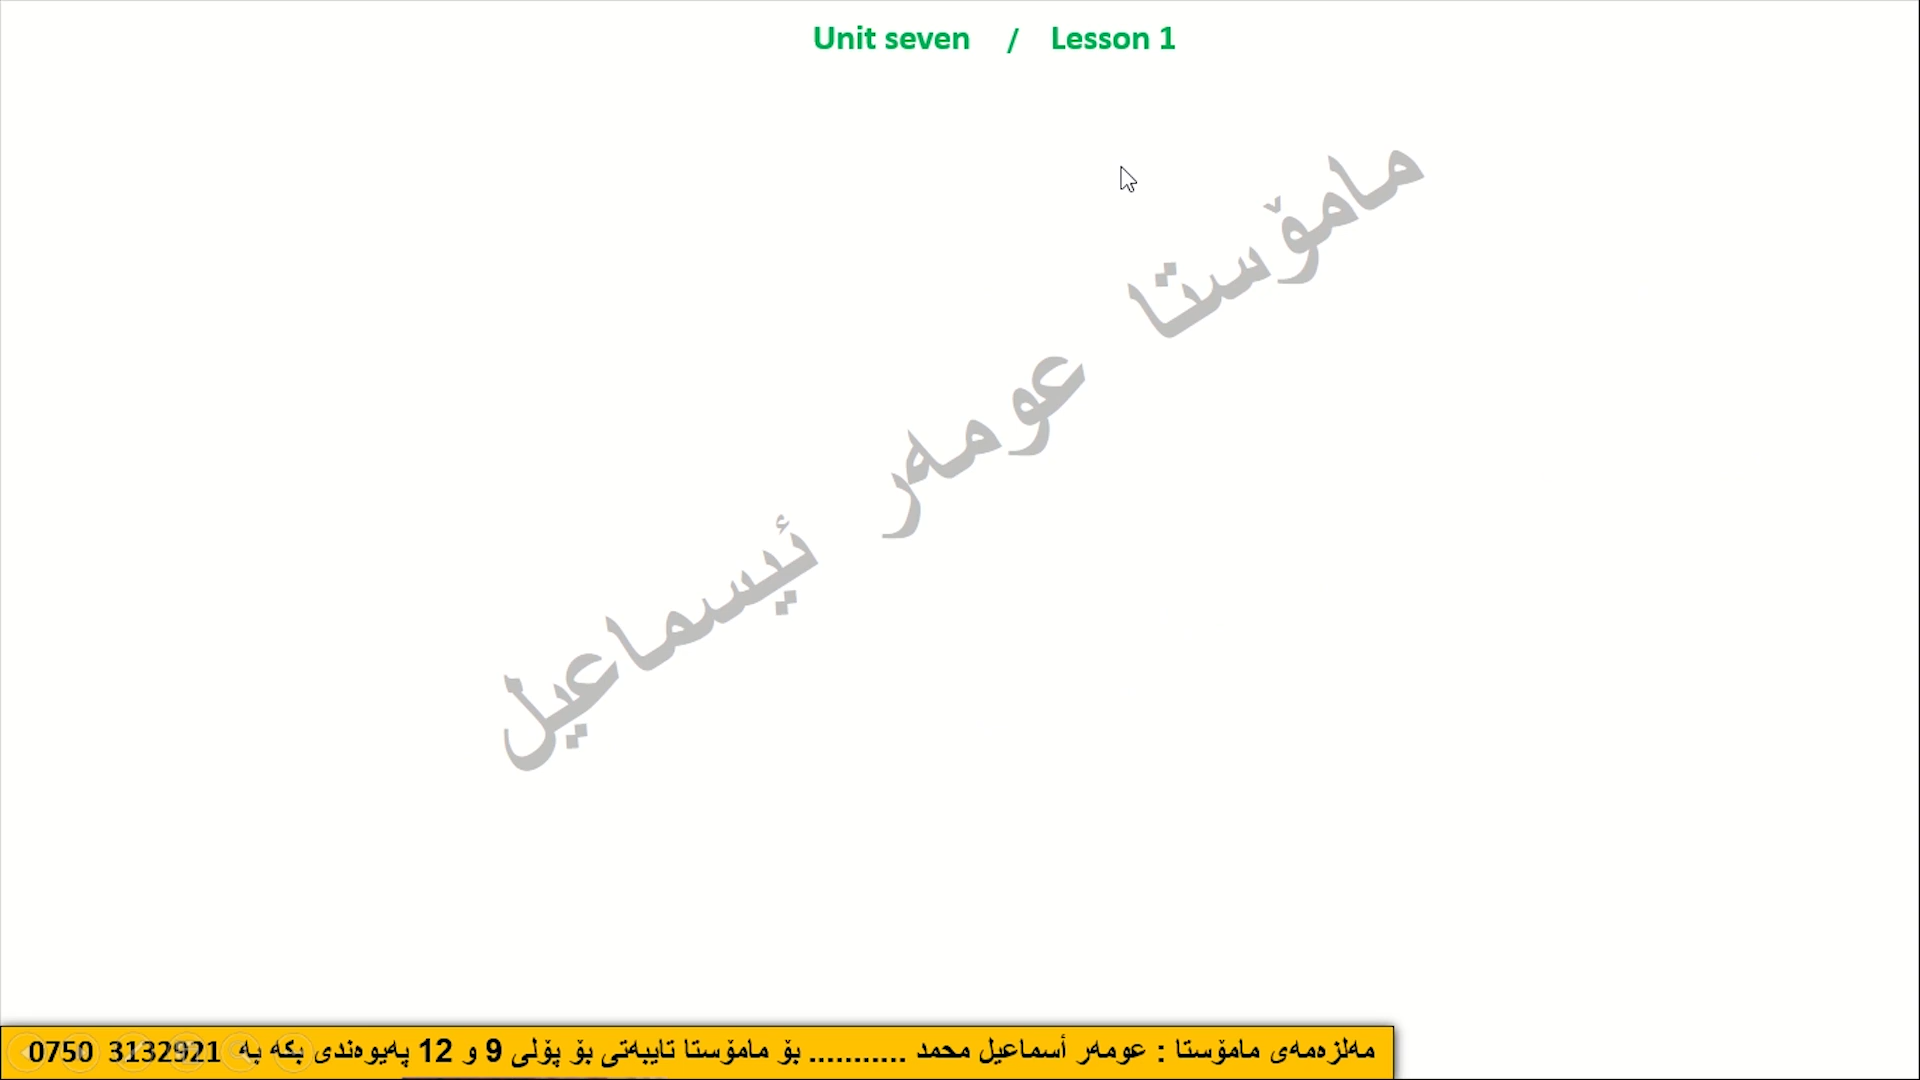 Unit seven / Lesson 1
مامۆستا عومەر ئیسماعیل
مەلزەمەی مامۆستا : عومەر أسماعیل محمد ........... بۆ مامۆستا تایبەتی بۆ پۆلی 9 و 12 پەیوەندی بکە بە 3132921 0750